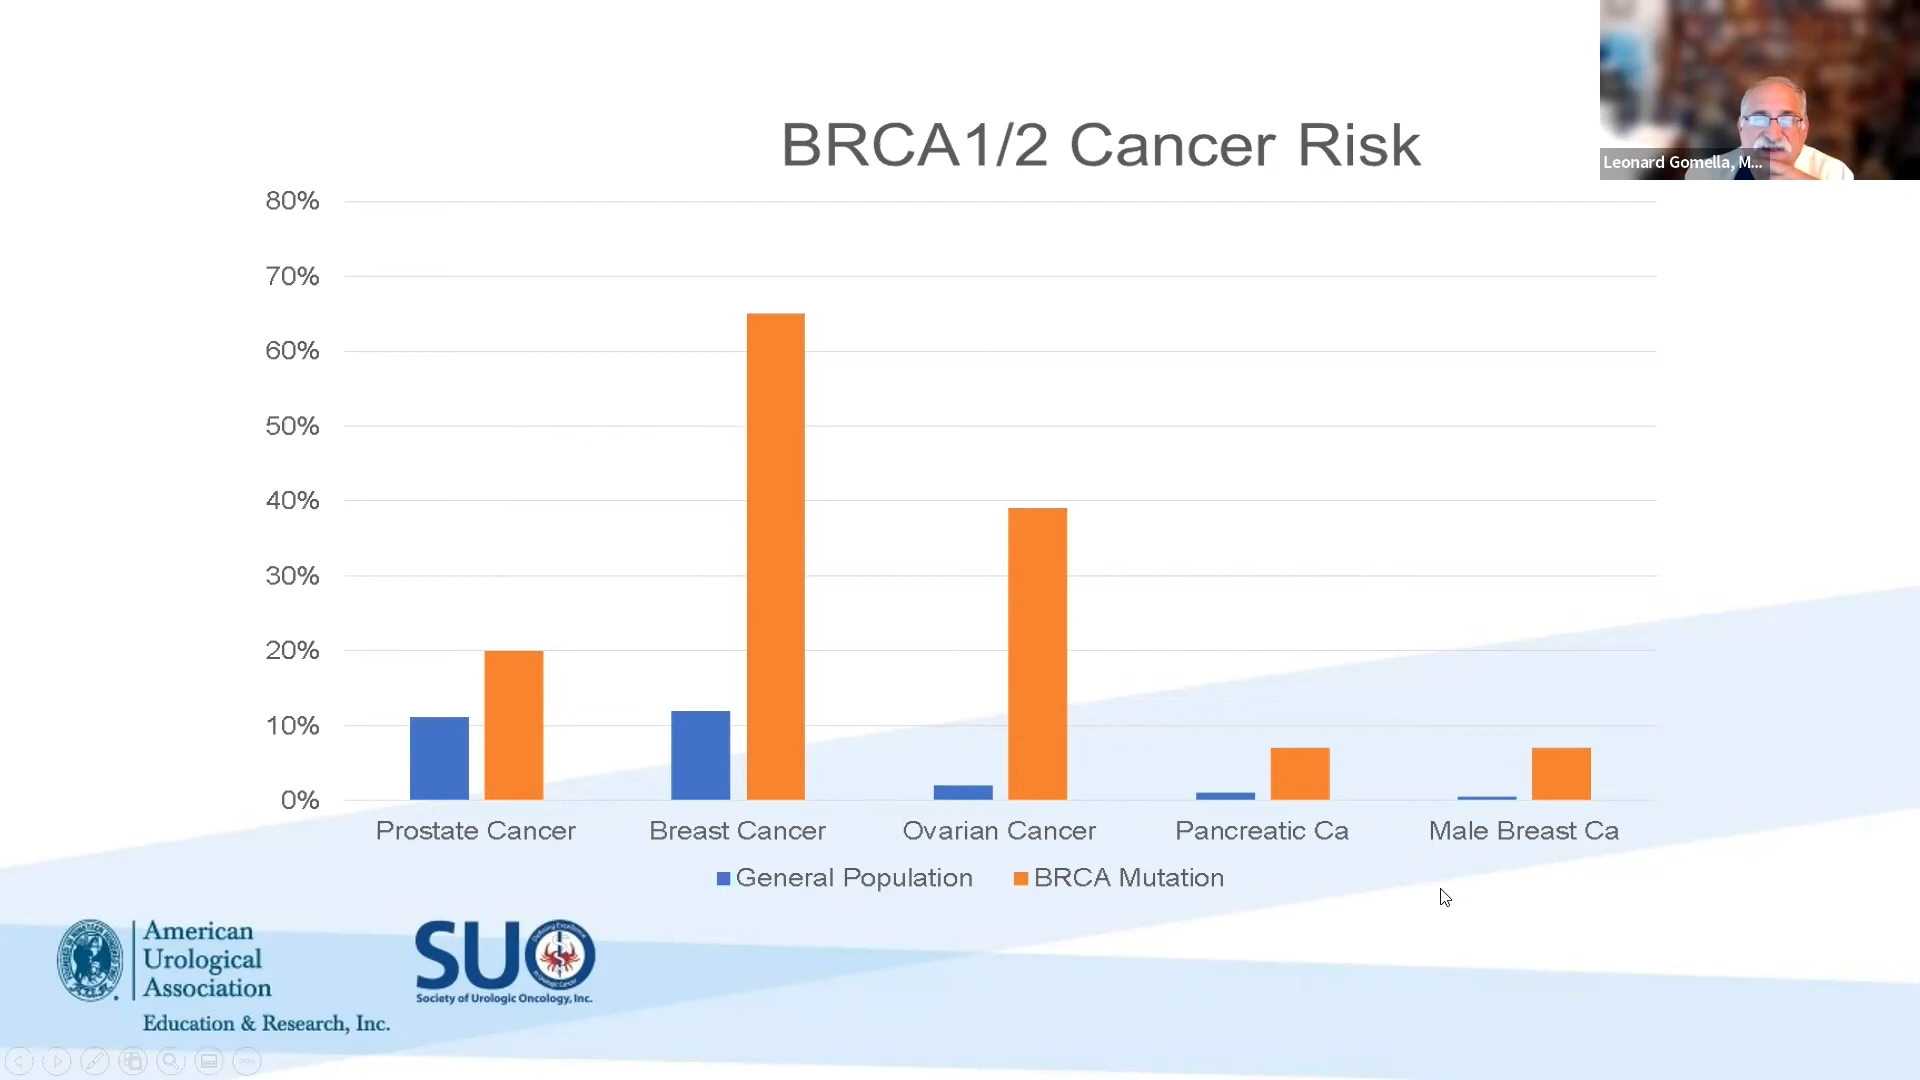 BRCA1/2 Cancer Risk
Leonard Gomella, M...
80%
70%
60%
50%
40%
30%
20%
10%
0%
Prostate Cancer
Breast Cancer
Ovarian Cancer
Pancreatic Ca
Male Breast Ca
General Population
BRCA Mutation
American
Urological
Association
Education & Research, Inc.
SUO
Society of Urologic Oncology, Inc.